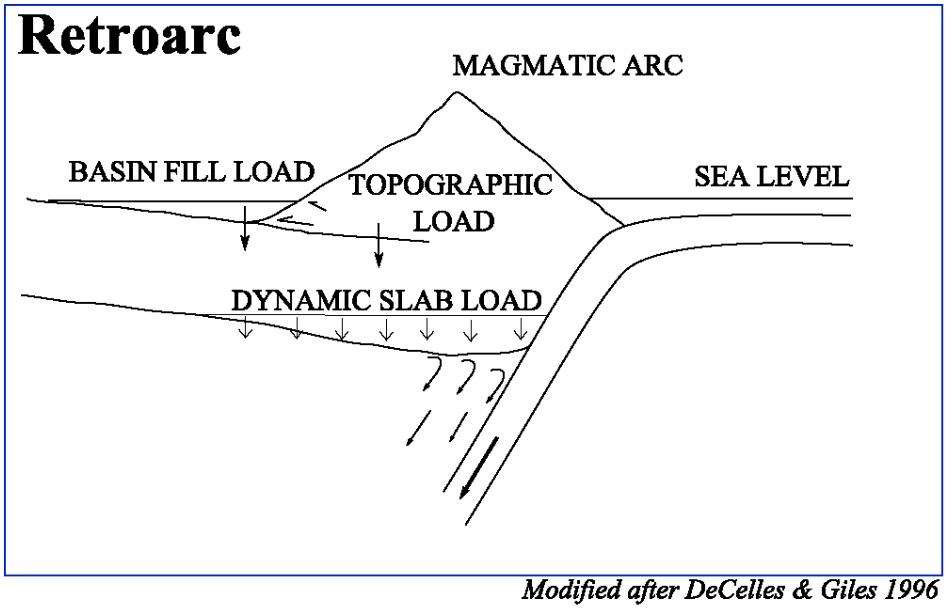 Retroarc
MAGMATIC ARC
BASIN FILL LOAD
TOPOGRAPHIC
LOAD
SEA LEVEL
DYNAMIC SLAB LOAD
Modified after DeCelles & Giles 1996